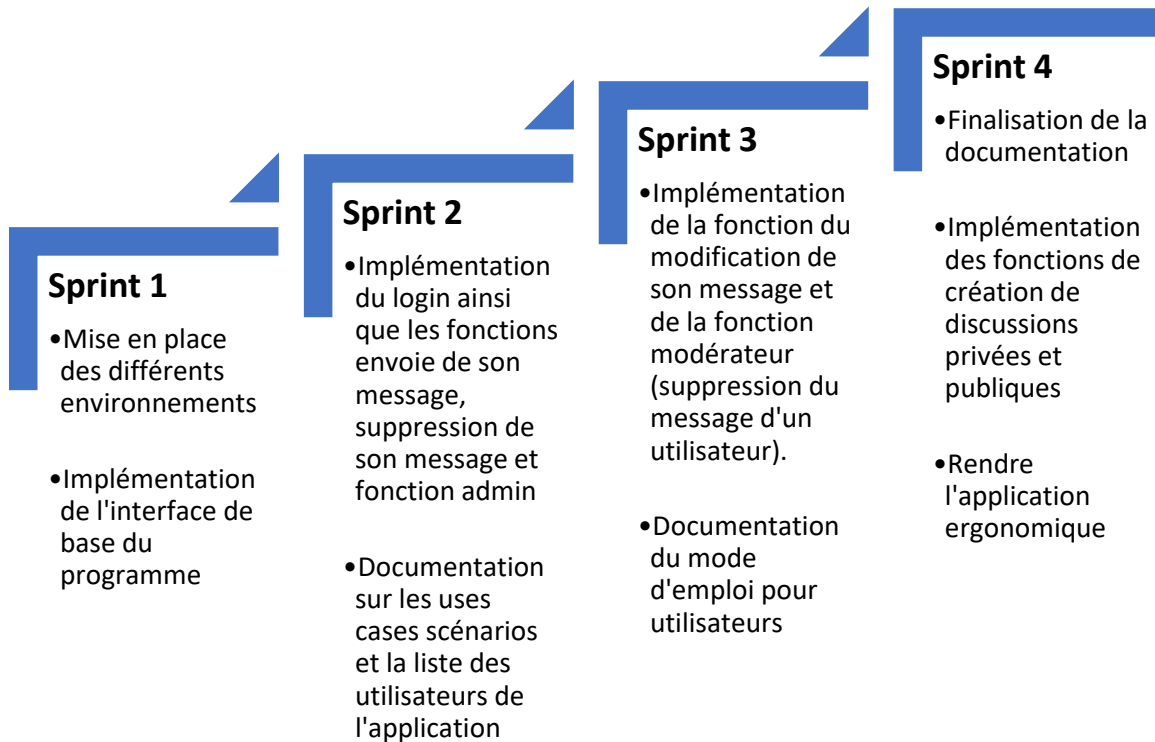 Sprint 1
•Mise en place
des différents
environnements
•Implémentation
de l'interface de
base du
programme
Sprint 2
•Implémentation
du login ainsi
que les fonctions
envoie de son
message,
suppression de
son message et
fonction admin
•Documentation
sur les uses
cases scénarios
et la liste des
utilisateurs de
l'application
Sprint 3
•Implémentation
de la fonction du
modification de
son message et
de la fonction
modérateur
(suppression du
message d'un
utilisateur).
•Documentation
du mode
d'emploi pour
utilisateurs
Sprint 4
•Finalisation de la
documentation
•Implémentation
des fonctions de
création de
discussions
privées et
publiques
•Rendre
l'application
ergonomique